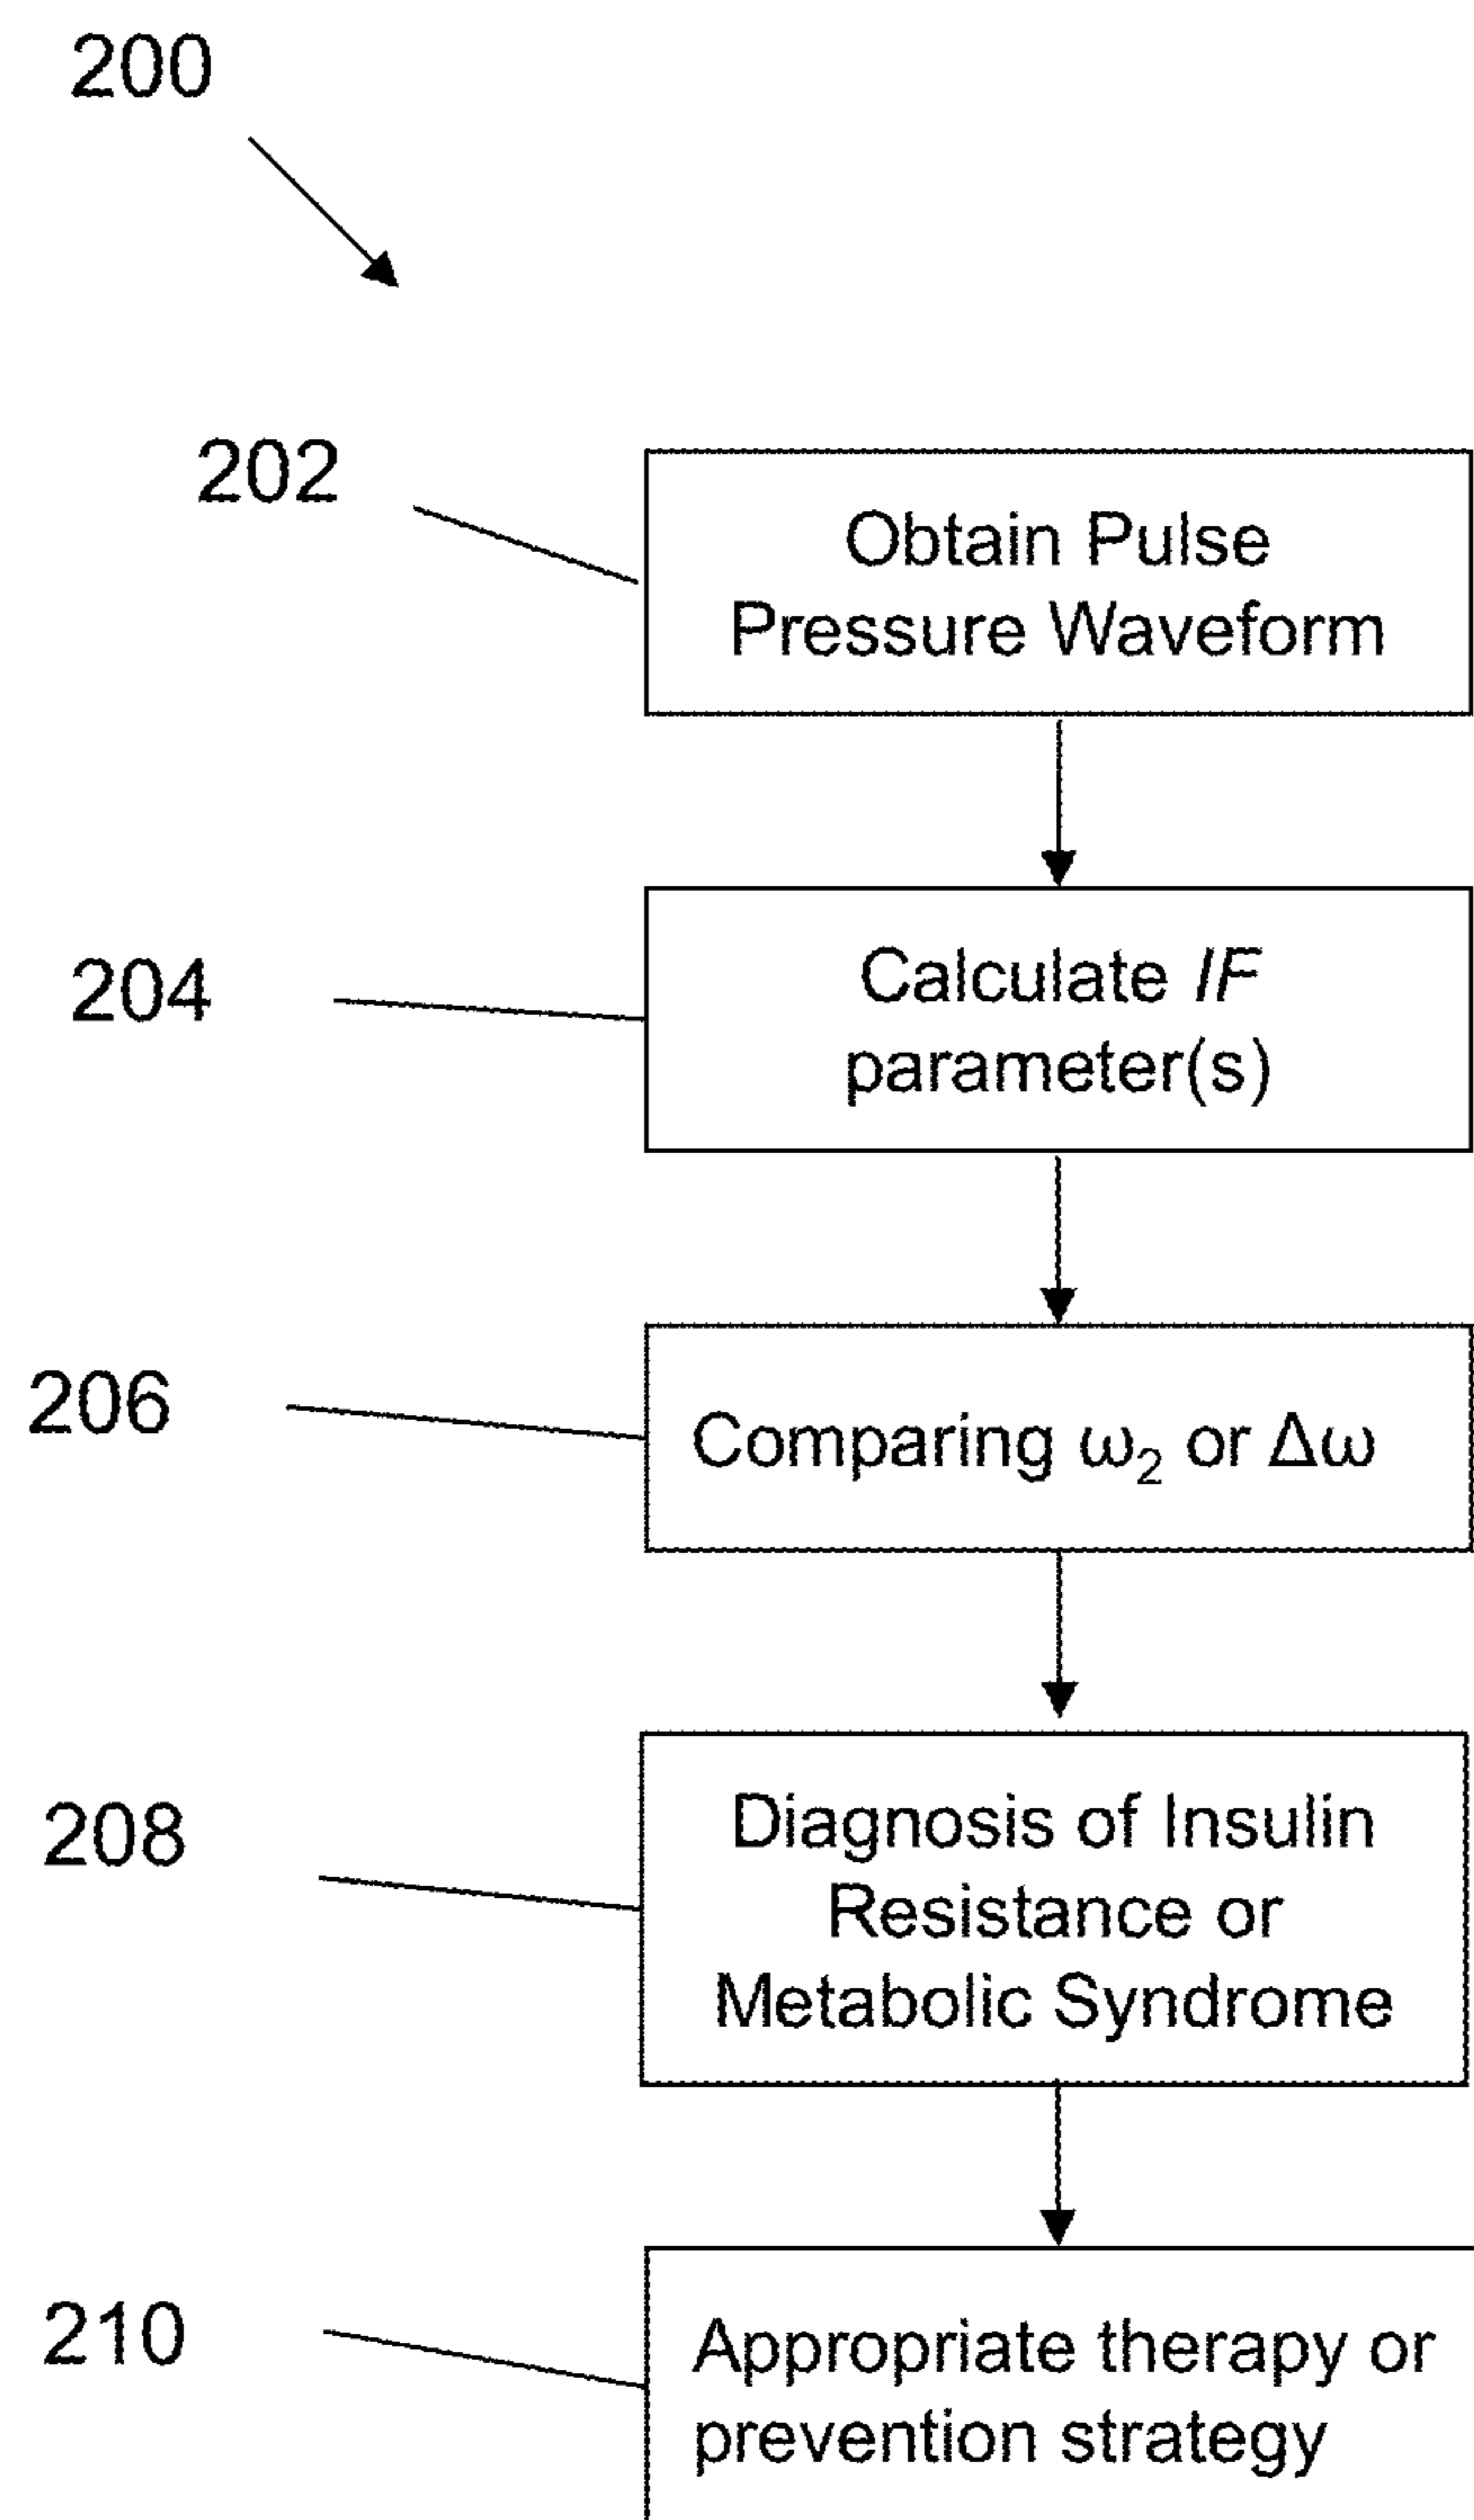 200
202
Obtain Pulse
Pressure Waveform
204
Calculate IF
parameter(s)
206
Comparing ω₂ or Δω
208
Diagnosis of Insulin
Resistance or
Metabolic Syndrome
210
Appropriate therapy or
prevention strategy